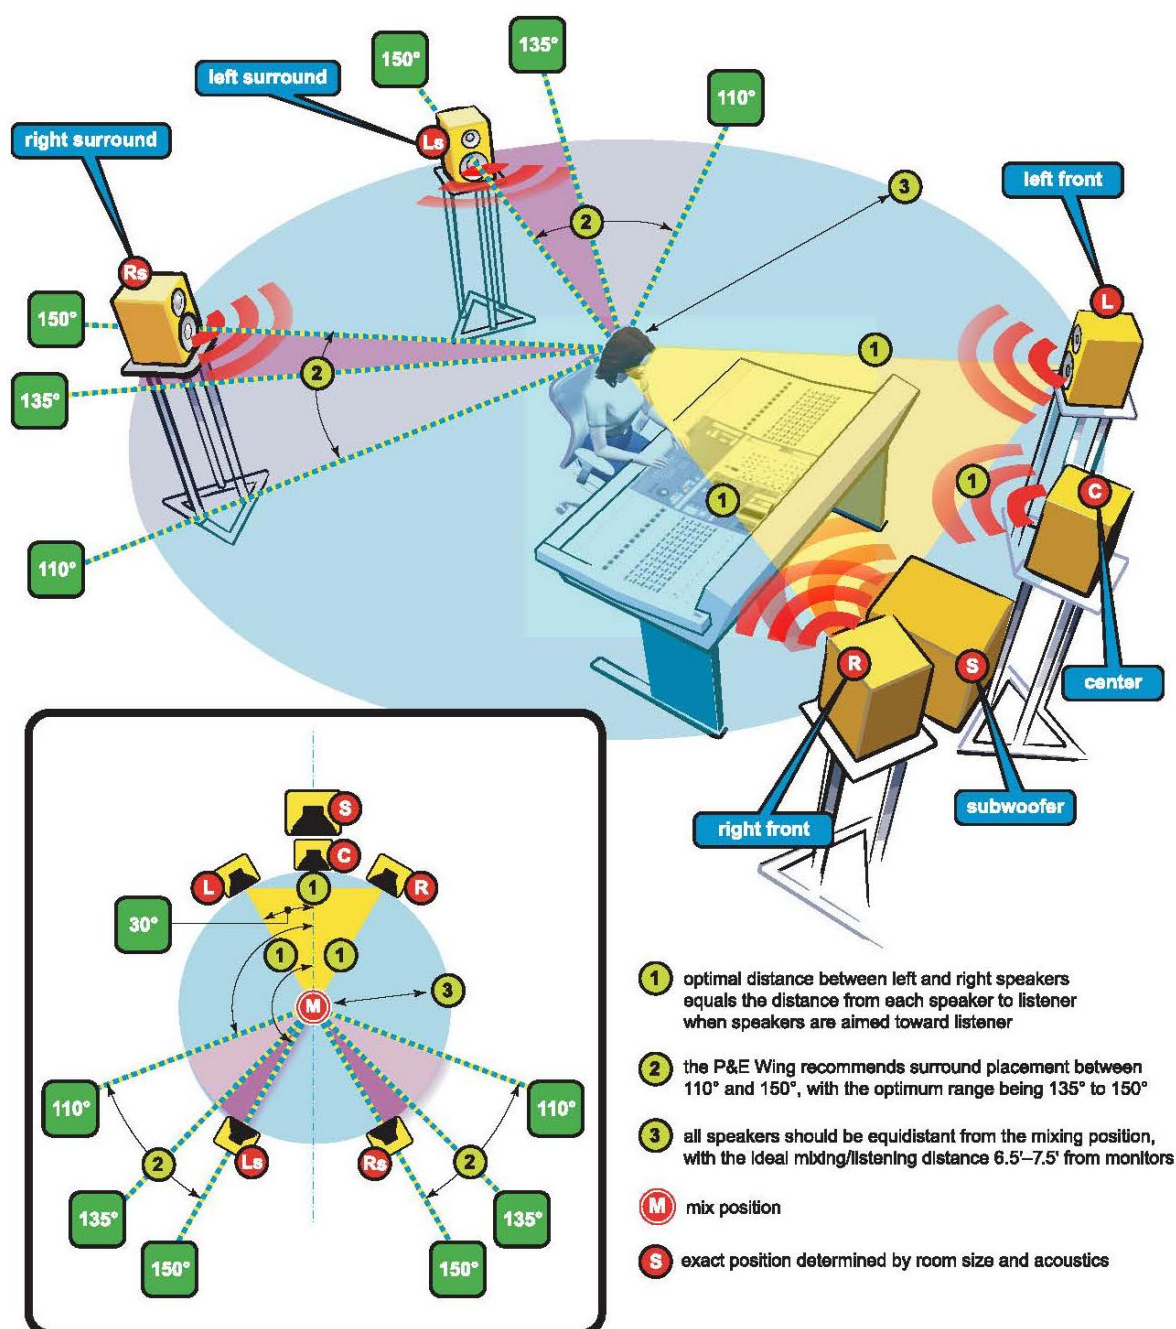 150°
135°
left surround
110°
right surround
Ls
3
left front
2
Rs
L
150°
1
2
135°
1
C
1
110°
R
S
center
subwoofer
right front
S
C
L
1
R
30°
1
1
3
M
110°
110°
2
Ls
Rs
2
135°
135°
150°
150°
1 optimal distance between left and right speakers
equals the distance from each speaker to listener
when speakers are aimed toward listener
2 the P&E Wing recommends surround placement between
110° and 150°, with the optimum range being 135° to 150°
3 all speakers should be equidistant from the mixing position,
with the ideal mixing/listening distance 6.5'–7.5' from monitors
M mix position
S exact position determined by room size and acoustics